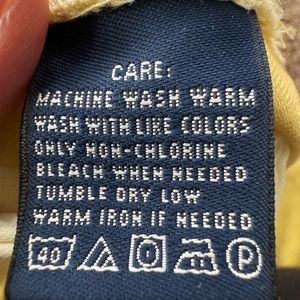 CARE:
MACHINE WASH WARM
WASH WITH LIKE COLORS
ONLY NON-CHLORINE
BLEACH WHEN NEEDED
TUMBLE DRY LOW
WARM IRON IF NEEDED
40 P